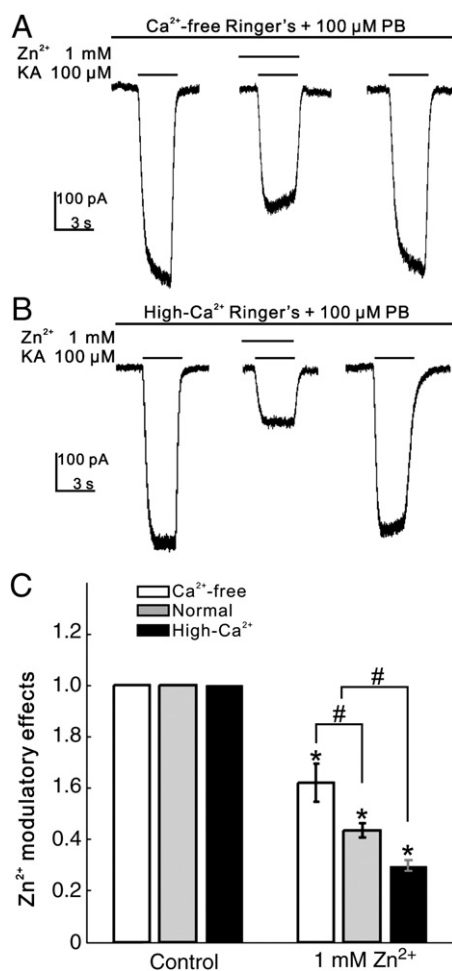 A
Ca²⁺-free Ringer's + 100 µM PB
Zn²⁺ 1 mM
KA 100 µM
100 pA
3 s
B
High-Ca²⁺ Ringer's + 100 µM PB
Zn²⁺ 1 mM
KA 100 µM
100 pA
3 s
C
Ca²⁺-free
Normal
High-Ca²⁺
Zn²⁺ modulatory effects
1.2
1.0
1.8
1.6
0.4
0.2
0
#
#
*
*
*
Control
1 mM Zn²⁺